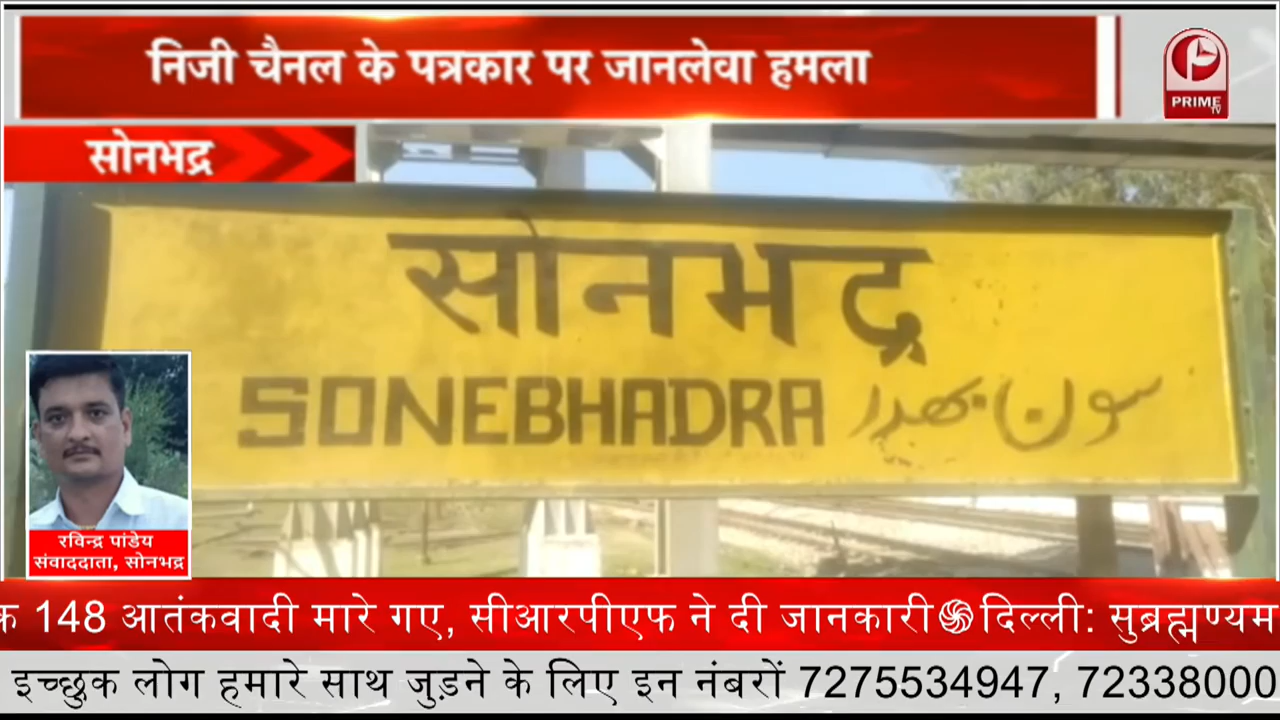 निजी चैनल के पत्रकार पर जानलेवा हमला
PRIME
TV
सोनभद्र
सोनभद्र
SONEBHADRA سون بھدر
रविन्द्र पांडेय
संवाददाता, सोनभद्र
क 148 आतंकवादी मारे गए, सीआरपीएफ ने दी जानकारी दिल्ली: सुब्रह्मण्यम
इच्छुक लोग हमारे साथ जुड़ने के लिए इन नंबरों 7275534947, 72338000